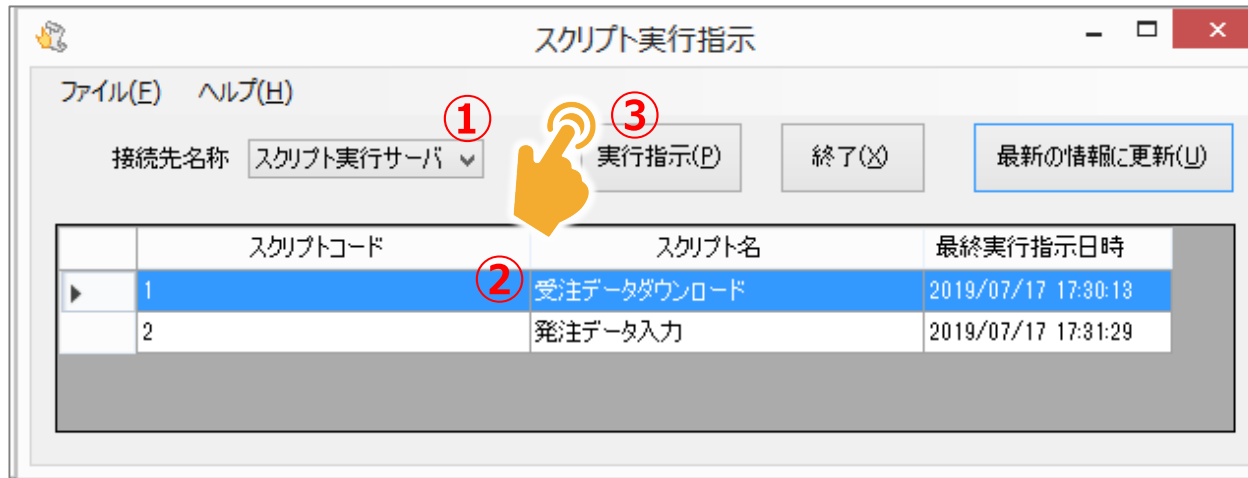 スクリプト実行指示
ファイル(F) ヘルプ(H)
① ③
接続先名称 スクリプト実行サーバ 実行指示(P) 終了(X) 最新の情報に更新(U)
スクリプトコード スクリプト名 最終実行指示日時
② 
1 受注データダウンロード 2019/07/17 17:30:13
2 発注データ入力 2019/07/17 17:31:29